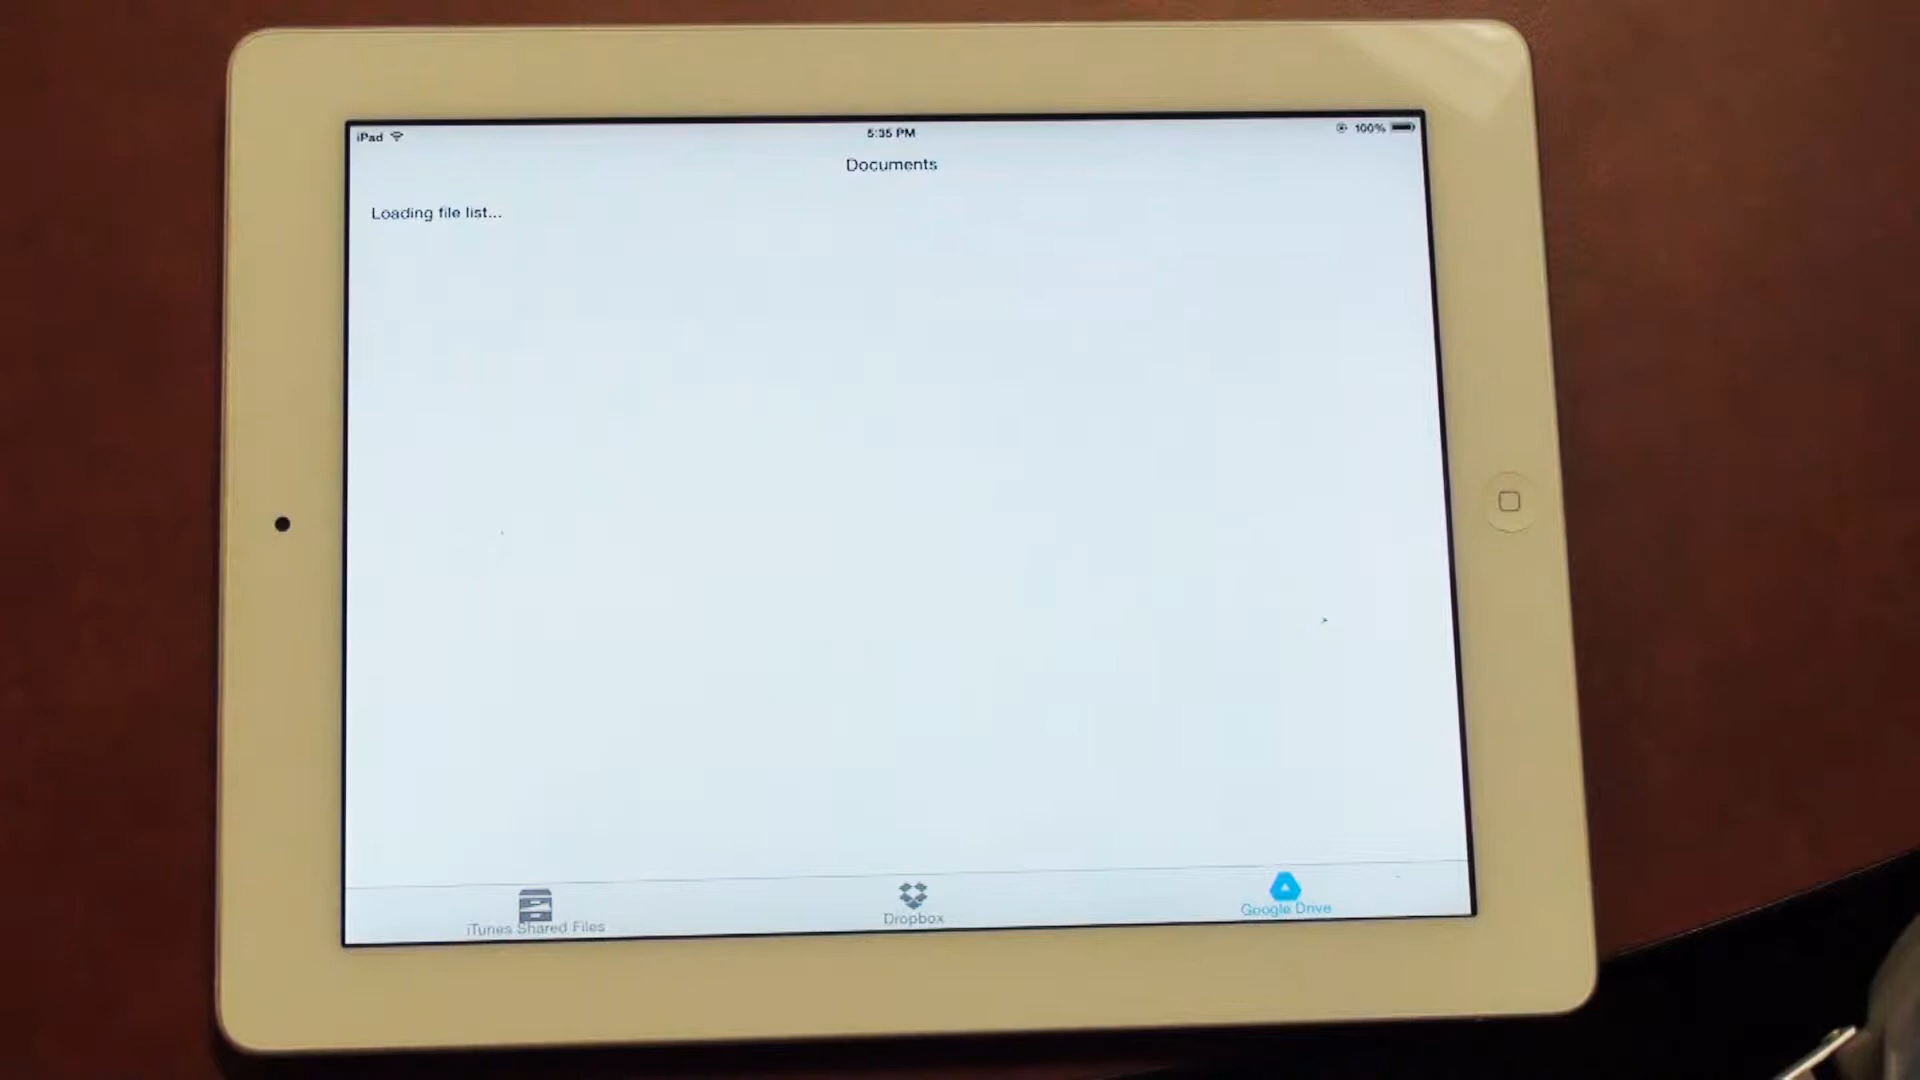 iPad
5:35 PM
100%
Documents
Loading file list...
iTunes Shared Files
Dropbox
Google Drive